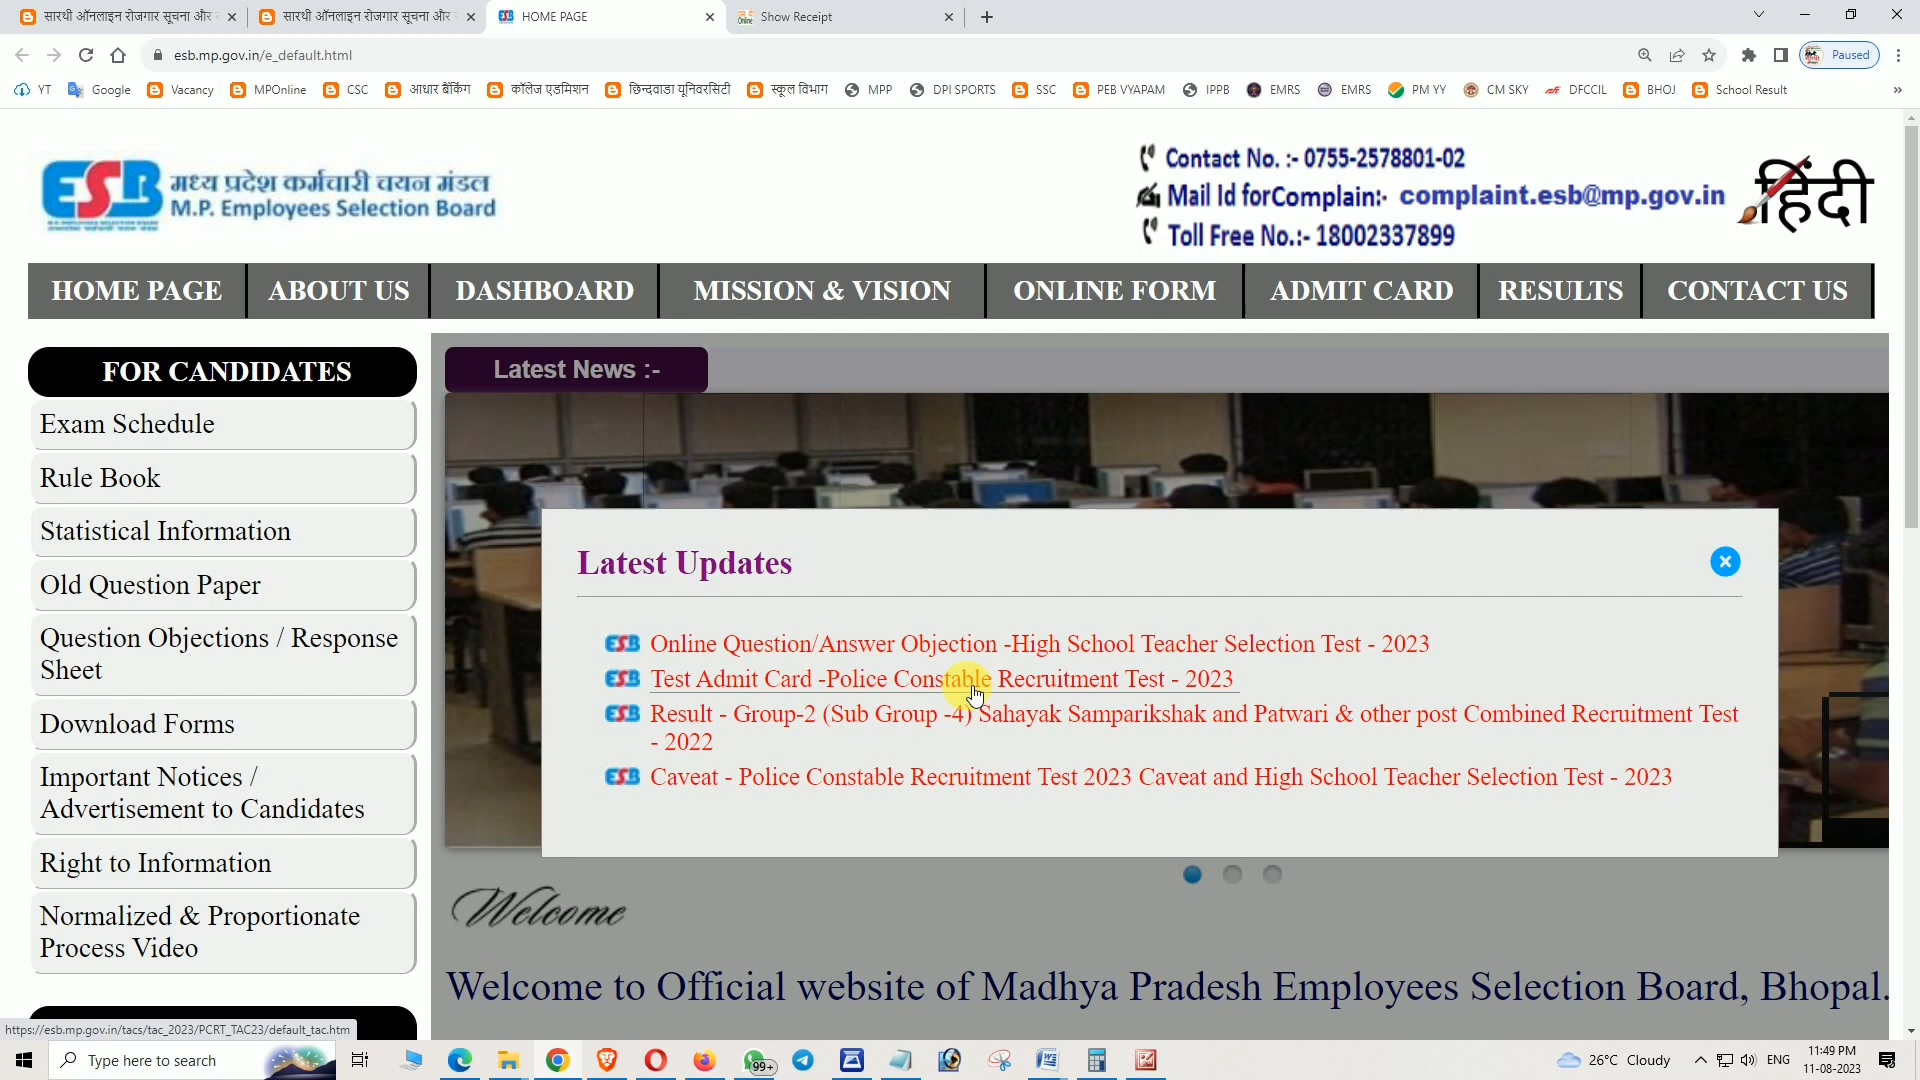 सारथी ऑनलाइन रोजगार सूचना और
सारथी ऑनलाइन रोजगार सूचना और
ESB HOME PAGE
Show Receipt
esb.mp.gov.in/e_default.html
Paused
YT
Google
Vacancy
MPOnline
CSC
आधार बैंकिंग
कॉलेज एडमिशन
छिन्दवाडा यूनिवरसिटी
स्कूल विभाग
MPP
DPI SPORTS
SSC
PEB VYAPAM
IPPB
EMRS
EMRS
PM YY
CM SKY
DFCCIL
BHOJ
School Result
ESB
मध्य प्रदेश कर्मचारी चयन मंडल
M.P. Employees Selection Board
Contact No. :- 0755-2578801-02
Mail Id forComplain:- complaint.esb@mp.gov.in
Toll Free No.:- 18002337899
हिंदी
HOME PAGE
ABOUT US
DASHBOARD
MISSION & VISION
ONLINE FORM
ADMIT CARD
RESULTS
CONTACT US
FOR CANDIDATES
Exam Schedule
Rule Book
Statistical Information
Old Question Paper
Question Objections / Response
Sheet
Download Forms
Important Notices /
Advertisement to Candidates
Right to Information
Normalized & Proportionate
Process Video
Latest News :-
Latest Updates
ESB Online Question/Answer Objection -High School Teacher Selection Test - 2023
ESB Test Admit Card -Police Constable Recruitment Test - 2023
ESB Result - Group-2 (Sub Group -4) Sahayak Samparikshak and Patwari & other post Combined Recruitment Test
- 2022
ESB Caveat - Police Constable Recruitment Test 2023 Caveat and High School Teacher Selection Test - 2023
Welcome
Welcome to Official website of Madhya Pradesh Employees Selection Board, Bhopal.
https://esb.mp.gov.in/tacs/tac_2023/PCRT_TAC23/default_tac.htm
Type here to search
99+
26°C Cloudy
ENG
11:49 PM
11-08-2023